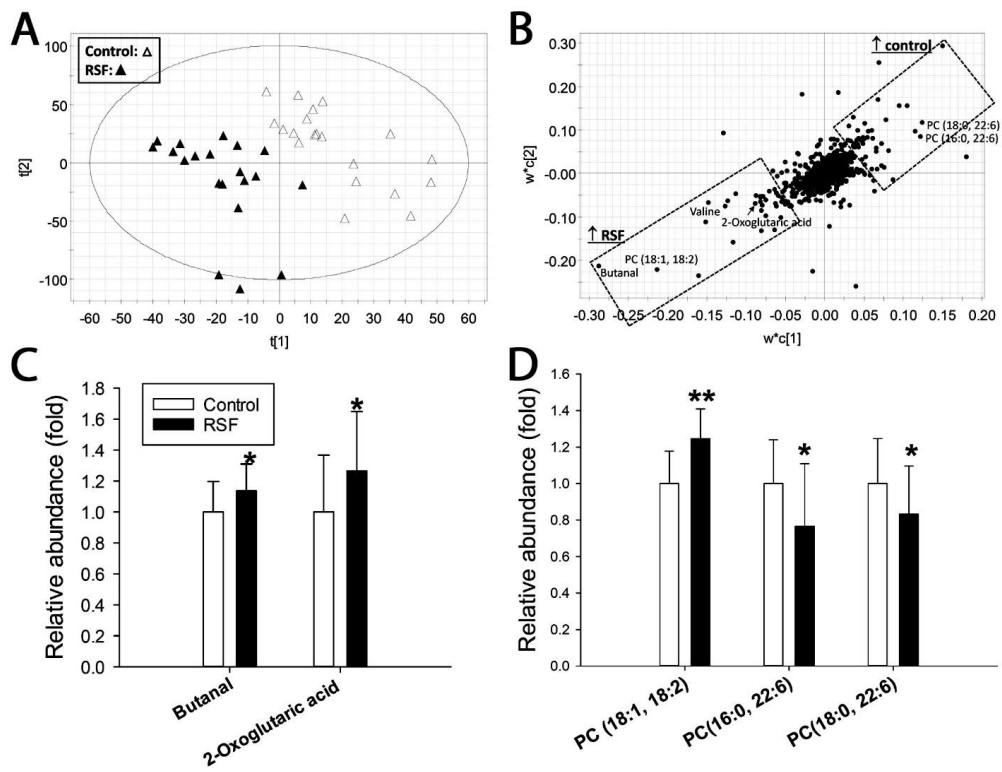 A
Control: △
RSF: ▲
100
50
0
-50
-100
t[2]
-60 -50 -40 -30 -20 -10 0 10 20 30 40 50 60
t[1]
B
↑ control
0.30
0.20
0.10
-0.00
-0.10
-0.20
w*c[2]
PC (18:0, 22:6)
PC (16:0, 22:6)
Valine
2-Oxoglutaric acid
↑ RSF
PC (18:1, 18:2)
Butanal
-0.30 -0.25 -0.20 -0.15 -0.10 -0.05 0.00 0.05 0.10 0.15 0.20
w*c[1]
C
Control
RSF
Relative abundance (fold)
1.8
1.6
1.4
1.2
1.0
0.8
0.6
0.4
0.2
0.0
*
*
Butanal
2-Oxoglutaric acid
D
Relative abundance (fold)
1.6
1.4
1.2
1.0
0.8
0.6
0.4
0.2
0.0
**
*
*
PC (18:1, 18:2)
PC(16:0, 22:6)
PC(18:0, 22:6)